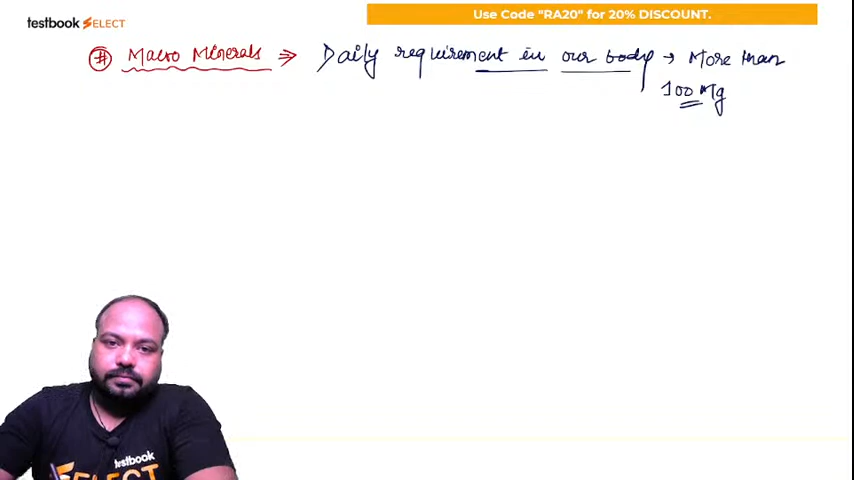 testbook SELECT
Use Code "RA20" for 20% DISCOUNT.
# Macro Minerals ⇒ Daily requirement in our body → More than
100 Mg
testbook
SELECT